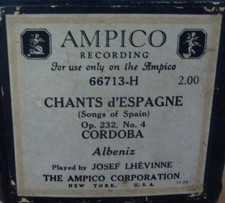 AMPICO
RECORDING
For use only on the Ampico
66713-H
2.00
CHANTS d'ESPAGNE
(Songs of Spain)
Op. 232, No. 4
CORDOBA
Albeniz
Played by JOSEF LHÉVINNE
THE AMPICO CORPORATION
NEW YORK, U.S.A.